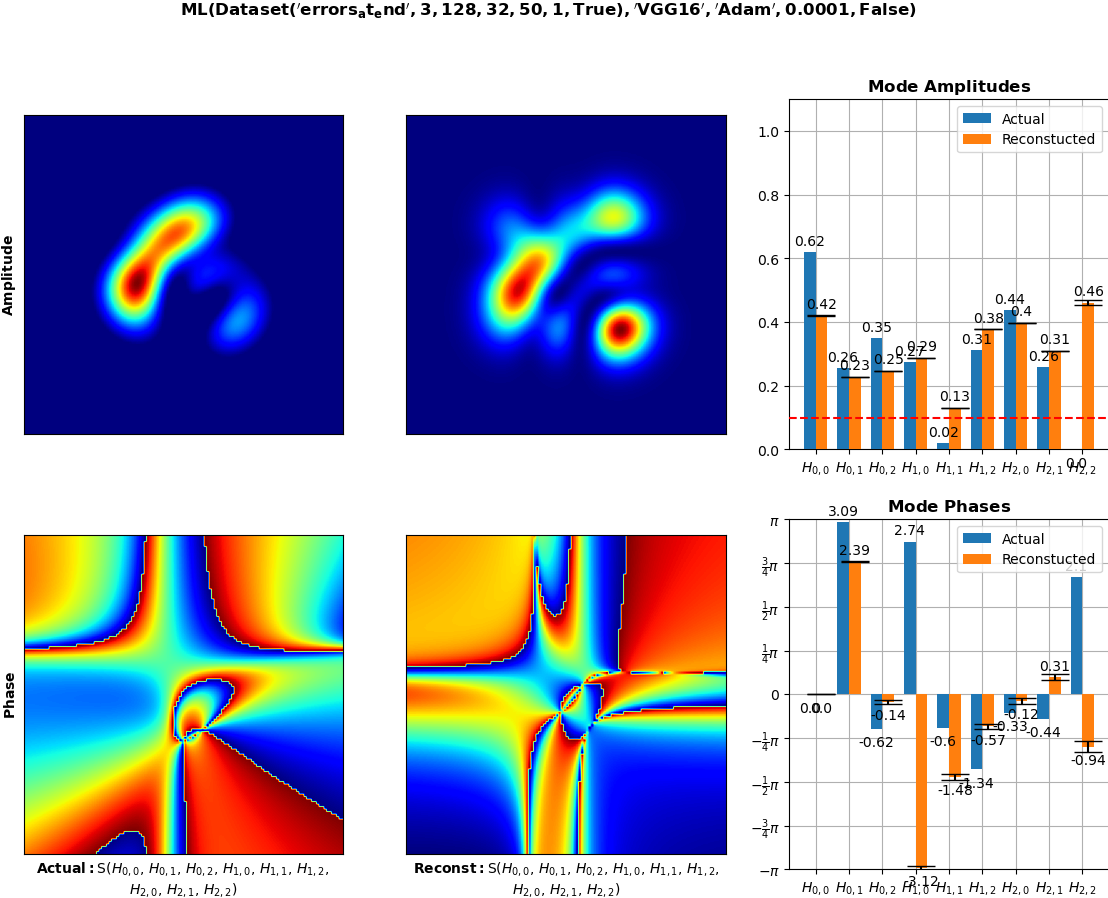 ML(Dataset('errors_at_end', 3, 128, 32, 50, 1, True), 'VGG16', 'Adam', 0.0001, False)
Amplitude
Mode Amplitudes
Actual
Reconstucted
1.0
0.8
0.6
0.4
0.2
0.0
0.62
0.42
0.26
0.23
0.35
0.25
0.27
0.29
0.02
0.13
0.31
0.38
0.44
0.4
0.26
0.31
0.0
0.46
H0,0 H0,1 H0,2 H1,0 H1,1 H1,2 H2,0 H2,1 H2,2
Phase
Actual: S(H0,0, H0,1, H0,2, H1,0, H1,1, H1,2,
H2,0, H2,1, H2,2)
Reconst: S(H0,0, H0,1, H0,2, H1,0, H1,1, H1,2,
H2,0, H2,1, H2,2)
Mode Phases
Actual
Reconstucted
π
3/4π
1/2π
1/4π
0
−1/4π
−1/2π
−3/4π
−π
0.0
3.09
2.39
-0.62
-0.14
2.74
-3.12
-0.6
-1.48
-1.34
-0.57
-0.33
-0.12
-0.44
0.31
-0.94
H0,0 H0,1 H0,2 H1,0 H1,1 H1,2 H2,0 H2,1 H2,2